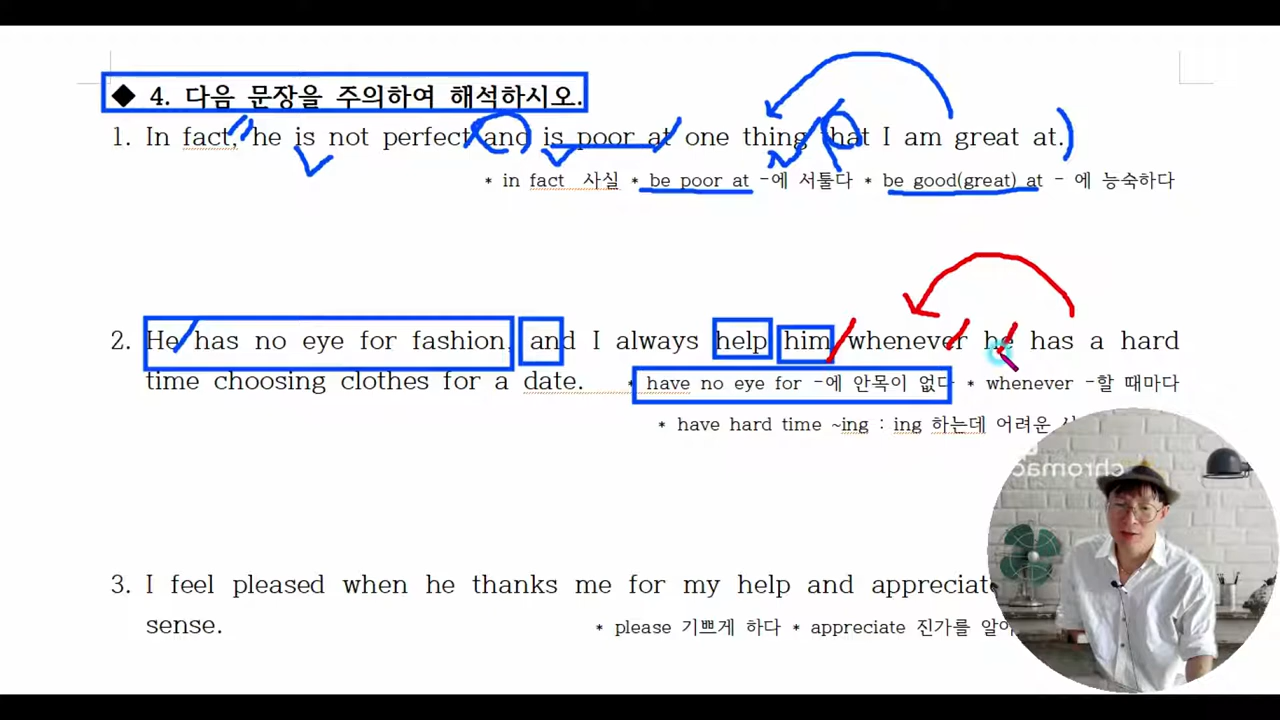 ◆ 4. 다음 문장을 주의하여 해석하시오.
1. In fact, he is not perfect and is poor at one thing that I am great at.
* in fact 사실 * be poor at -에 서툴다 * be good(great) at - 에 능숙하다
2. He has no eye for fashion, and I always help him whenever he has a hard
time choosing clothes for a date. * have no eye for -에 안목이 없다 * whenever -할 때마다
* have hard time ~ing : ing 하는데 어려운
chromac
3. I feel pleased when he thanks me for my help and appreciate
sense. * please 기쁘게 하다 * appreciate 진가를